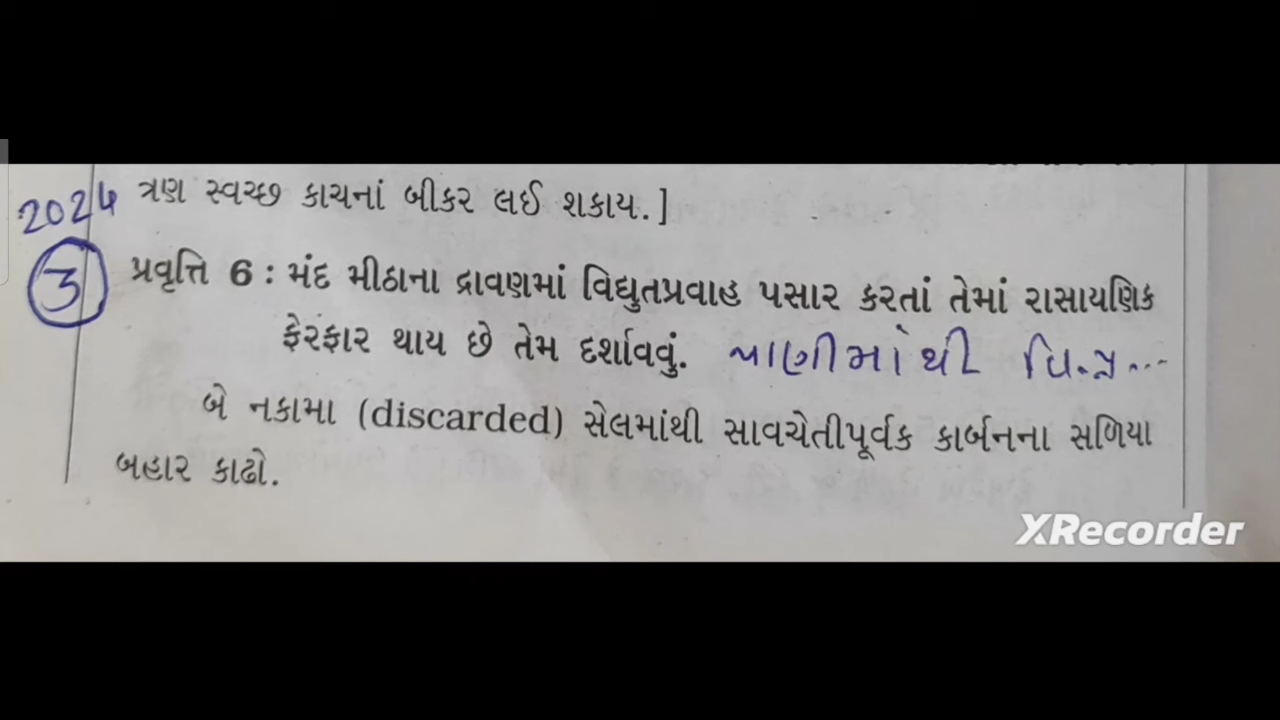 ત્રણ સ્વચ્છ કાચનાં બીકર લઈ શકાય.]
2024
3
પ્રવૃત્તિ 6 : મંદ મીઠાના દ્રાવણમાં વિદ્યુતપ્રવાહ પસાર કરતાં તેમાં રાસાયણિક
ફેરફાર થાય છે તેમ દર્શાવવું. પાણીમાંથી વિ.પ્ર...
બે નકામા (discarded) સેલમાંથી સાવચેતીપૂર્વક કાર્બનના સળિયા
બહાર કાઢો.
XRecorder